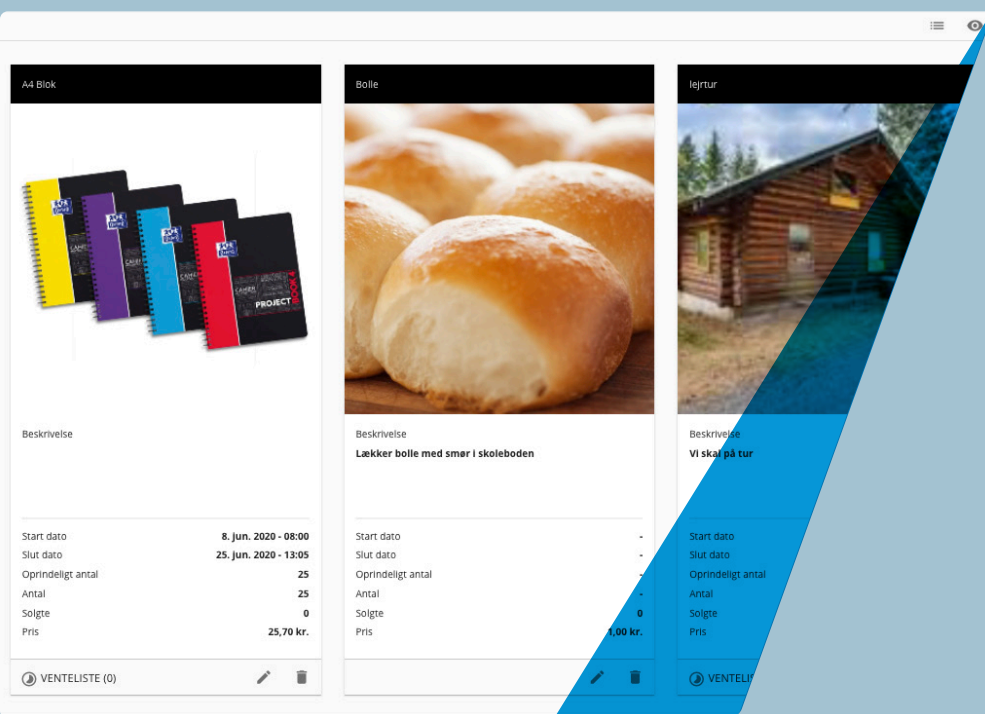 A4 Blok
PROJECT
BOOK
Beskrivelse
Start dato 8. jun. 2020 - 08:00
Slut dato 25. jun. 2020 - 13:05
Oprindeligt antal 25
Antal 25
Solgte 0
Pris 25,70 kr.
VENTELISTE (0)
Bolle
Beskrivelse
Lækker bolle med smør i skoleboden
Start dato -
Slut dato -
Oprindeligt antal -
Antal -
Solgte 0
Pris 1,00 kr.
lejrtur
Beskrivelse
Vi skal på tur
Start dato
Slut dato
Oprindeligt antal
Antal
Solgte
Pris